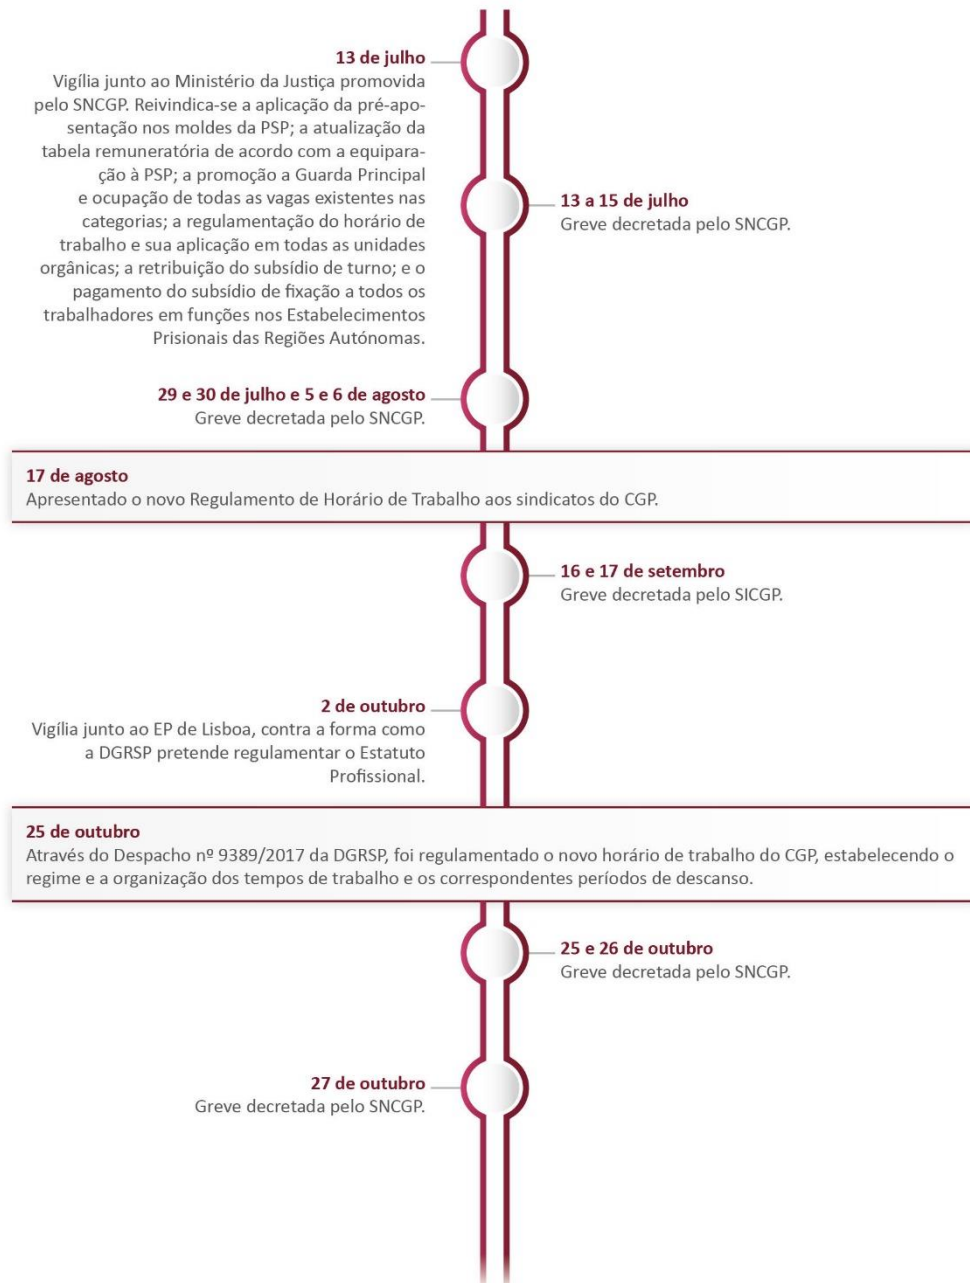 13 de julho
Vigília junto ao Ministério da Justiça promovida
pelo SNCGP. Reivindica-se a aplicação da pré-apo-
sentação nos moldes da PSP; a atualização da
tabela remuneratória de acordo com a equipara-
ção à PSP; a promoção a Guarda Principal
e ocupação de todas as vagas existentes nas
categorias; a regulamentação do horário de
trabalho e sua aplicação em todas as unidades
orgânicas; a retribuição do subsídio de turno; e o
pagamento do subsídio de fixação a todos os
trabalhadores em funções nos Estabelecimentos
Prisionais das Regiões Autónomas.
13 a 15 de julho
Greve decretada pelo SNCGP.
29 e 30 de julho e 5 e 6 de agosto
Greve decretada pelo SNCGP.
17 de agosto
Apresentado o novo Regulamento de Horário de Trabalho aos sindicatos do CGP.
16 e 17 de setembro
Greve decretada pelo SICGP.
2 de outubro
Vigília junto ao EP de Lisboa, contra a forma como
a DGRSP pretende regulamentar o Estatuto
Profissional.
25 de outubro
Através do Despacho nº 9389/2017 da DGRSP, foi regulamentado o novo horário de trabalho do CGP, estabelecendo o
regime e a organização dos tempos de trabalho e os correspondentes períodos de descanso.
25 e 26 de outubro
Greve decretada pelo SNCGP.
27 de outubro
Greve decretada pelo SNCGP.